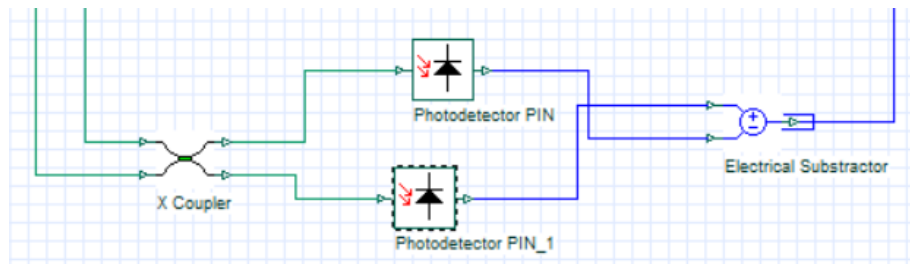 Photodetector PIN
Electrical Substractor
X Coupler
Photodetector PIN_1